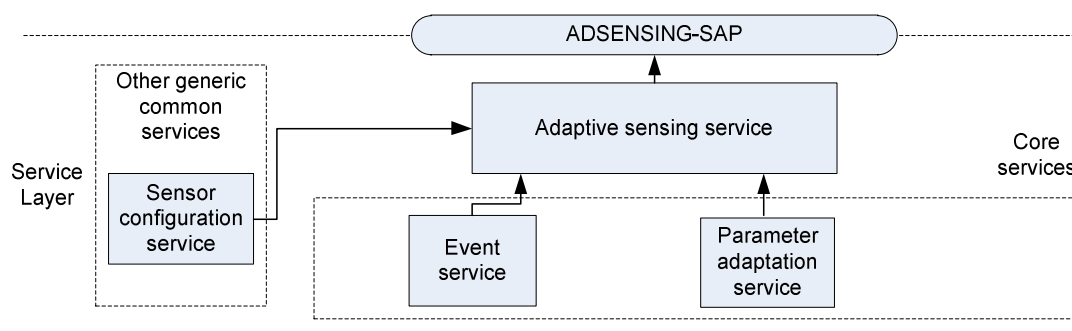 ADSENSING-SAP
Other generic
common
services
Adaptive sensing service
Core
services
Service
Layer
Sensor
configuration
service
Event
service
Parameter
adaptation
service